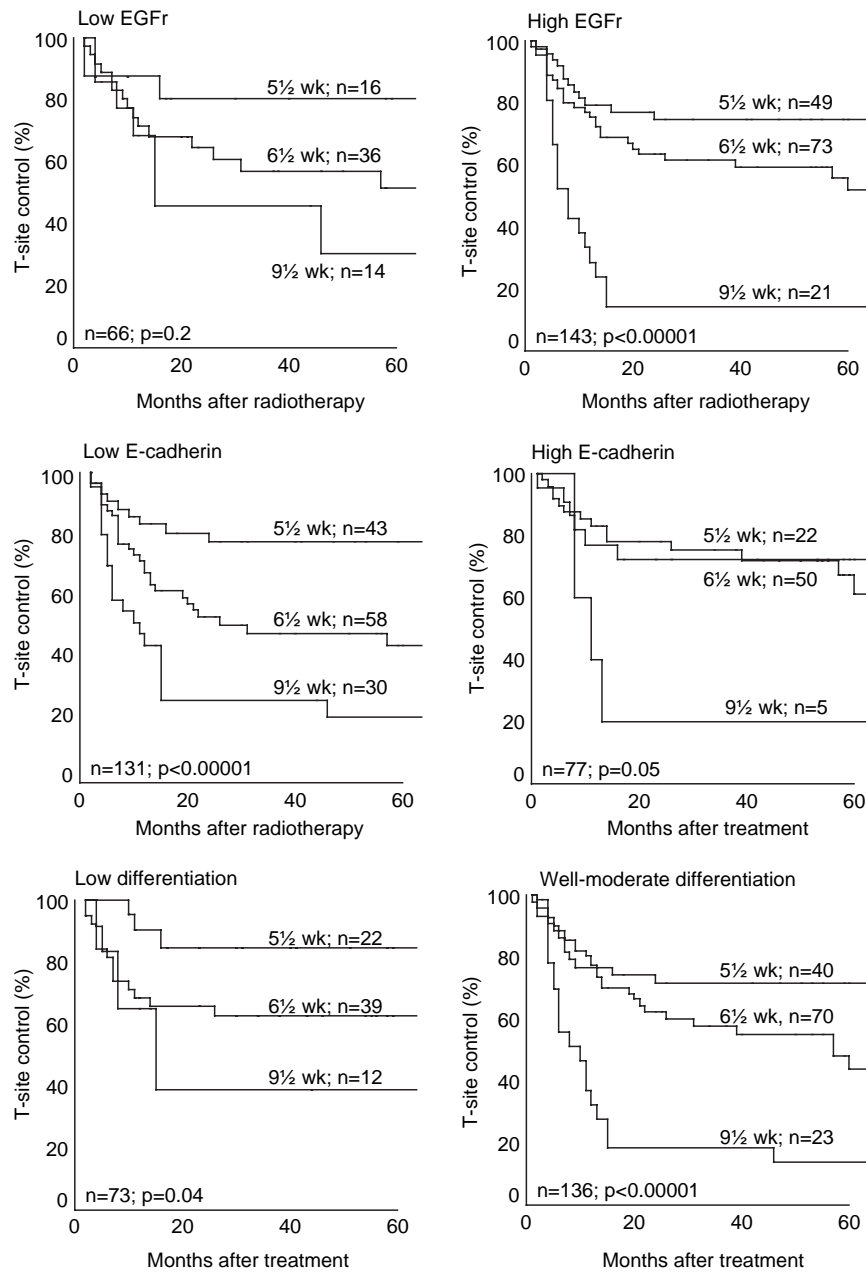 Low EGFr
100
80
60
40
20
0
T-site control (%)
5½ wk; n=16
6½ wk; n=36
9½ wk; n=14
n=66; p=0.2
0 20 40 60
Months after radiotherapy
High EGFr
100
80
60
40
20
0
T-site control (%)
5½ wk; n=49
6½ wk; n=73
9½ wk; n=21
n=143; p<0.00001
0 20 40 60
Months after radiotherapy
Low E-cadherin
100
80
60
40
20
0
T-site control (%)
5½ wk; n=43
6½ wk; n=58
9½ wk; n=30
n=131; p<0.00001
0 20 40 60
Months after radiotherapy
High E-cadherin
100
80
60
40
20
0
T-site control (%)
5½ wk; n=22
6½ wk; n=50
9½ wk; n=5
n=77; p=0.05
0 20 40 60
Months after treatment
Low differentiation
100
80
60
40
20
0
T-site control (%)
5½ wk; n=22
6½ wk; n=39
9½ wk; n=12
n=73; p=0.04
0 20 40 60
Months after treatment
Well-moderate differentiation
100
80
60
40
20
0
T-site control (%)
5½ wk; n=40
6½ wk, n=70
9½ wk; n=23
n=136; p<0.00001
0 20 40 60
Months after treatment